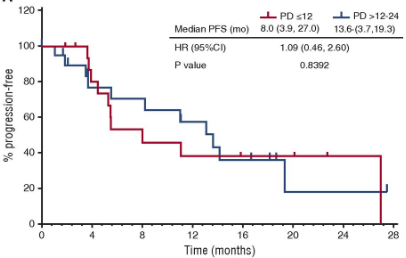 120
PD ≤12 PD >12-24
Median PFS (mo) 8.0 (3.9, 27.0) 13.6-(3.7,19.3)
HR (95%CI) 1.09 (0.46, 2.60)
P value 0.8392
100
80
60
40
20
0
% progression-free
0 4 8 12 16 20 24 28
Time (months)